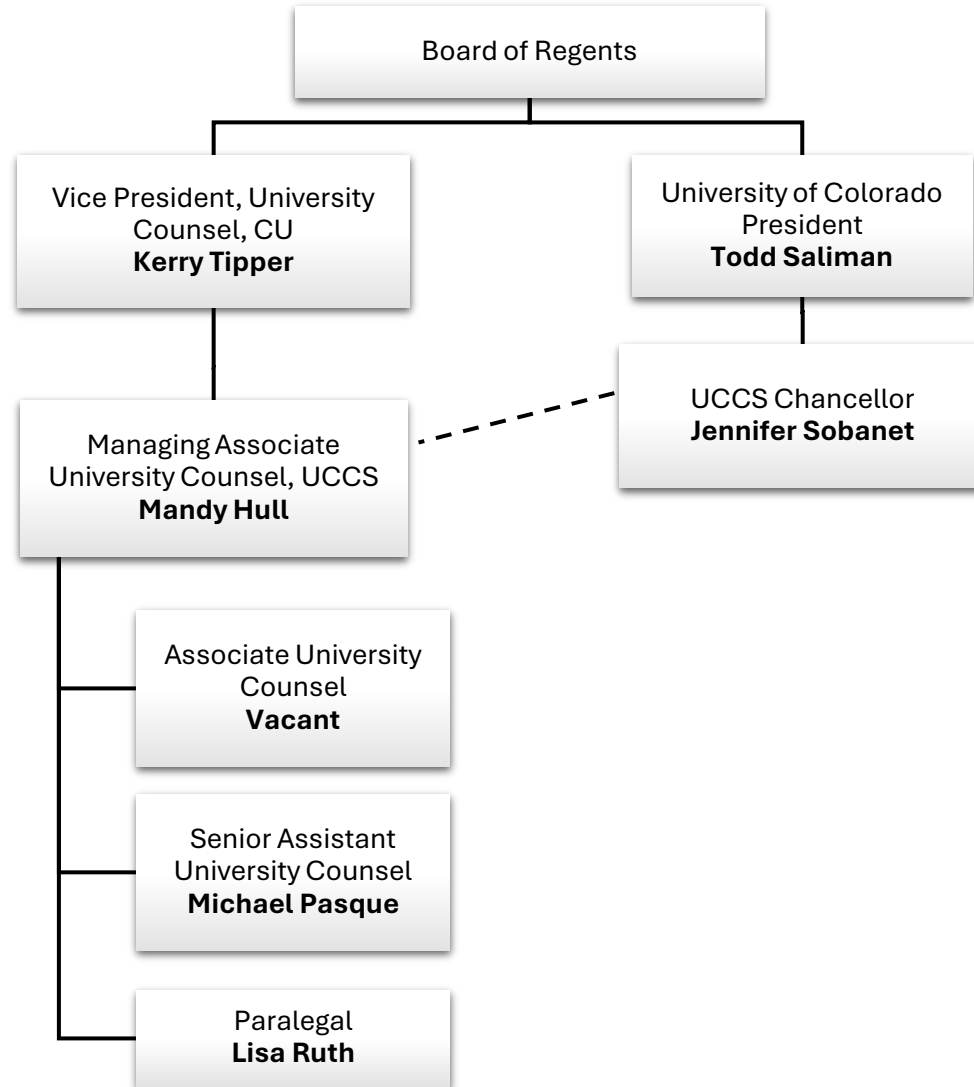 Board of Regents
Vice President, University
Counsel, CU
Kerry Tipper
University of Colorado
President
Todd Saliman
UCCS Chancellor
Jennifer Sobanet
Managing Associate
University Counsel, UCCS
Mandy Hull
Associate University
Counsel
Vacant
Senior Assistant
University Counsel
Michael Pasque
Paralegal
Lisa Ruth